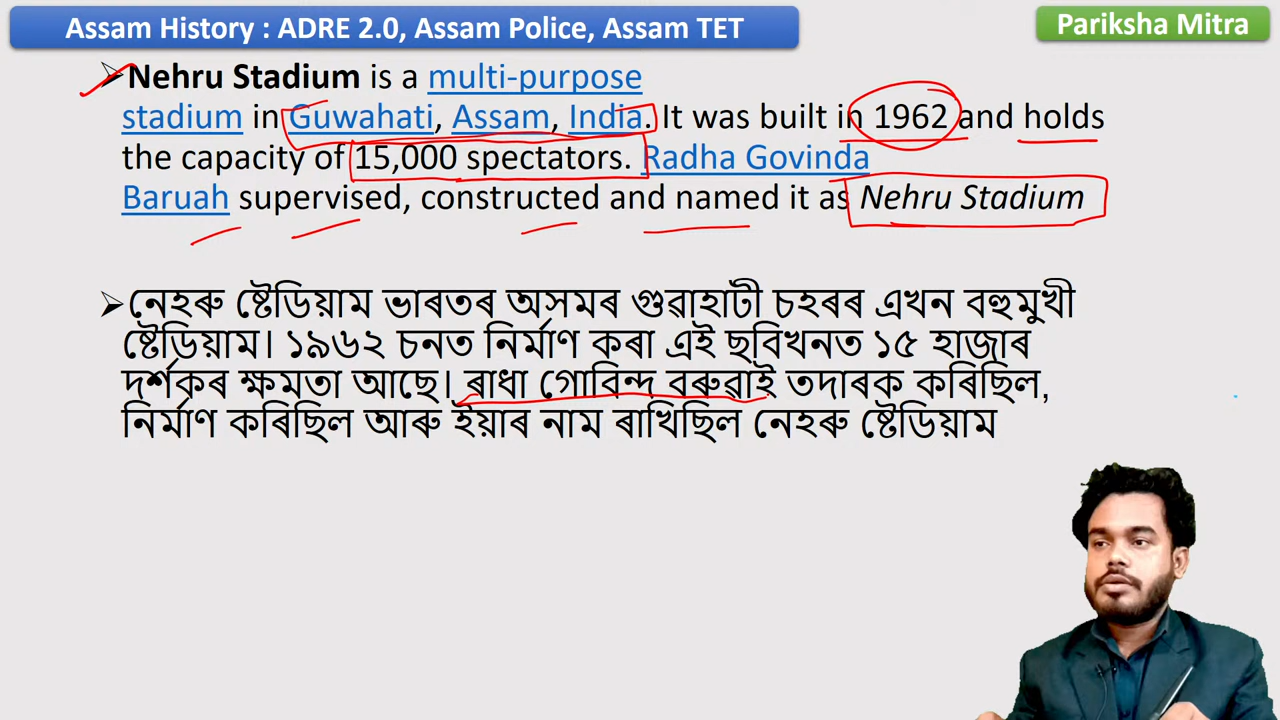 Assam History : ADRE 2.0, Assam Police, Assam TET
Pariksha Mitra
Nehru Stadium is a multi-purpose
stadium in Guwahati, Assam, India. It was built in 1962 and holds
the capacity of 15,000 spectators. Radha Govinda
Baruah supervised, constructed and named it as Nehru Stadium
নেহৰু ষ্টেডিয়াম ভাৰতৰ অসমৰ গুৱাহাটী চহৰৰ এখন বহুমুখী
ষ্টেডিয়াম। ১৯৬২ চনত নিৰ্মাণ কৰা এই ছবিখনত ১৫ হাজাৰ
দৰ্শকৰ ক্ষমতা আছে। ৰাধা গোবিন্দ বৰুৱাই তদাৰক কৰিছিল,
নিৰ্মাণ কৰিছিল আৰু ইয়াৰ নাম ৰাখিছিল নেহৰু ষ্টেডিয়াম